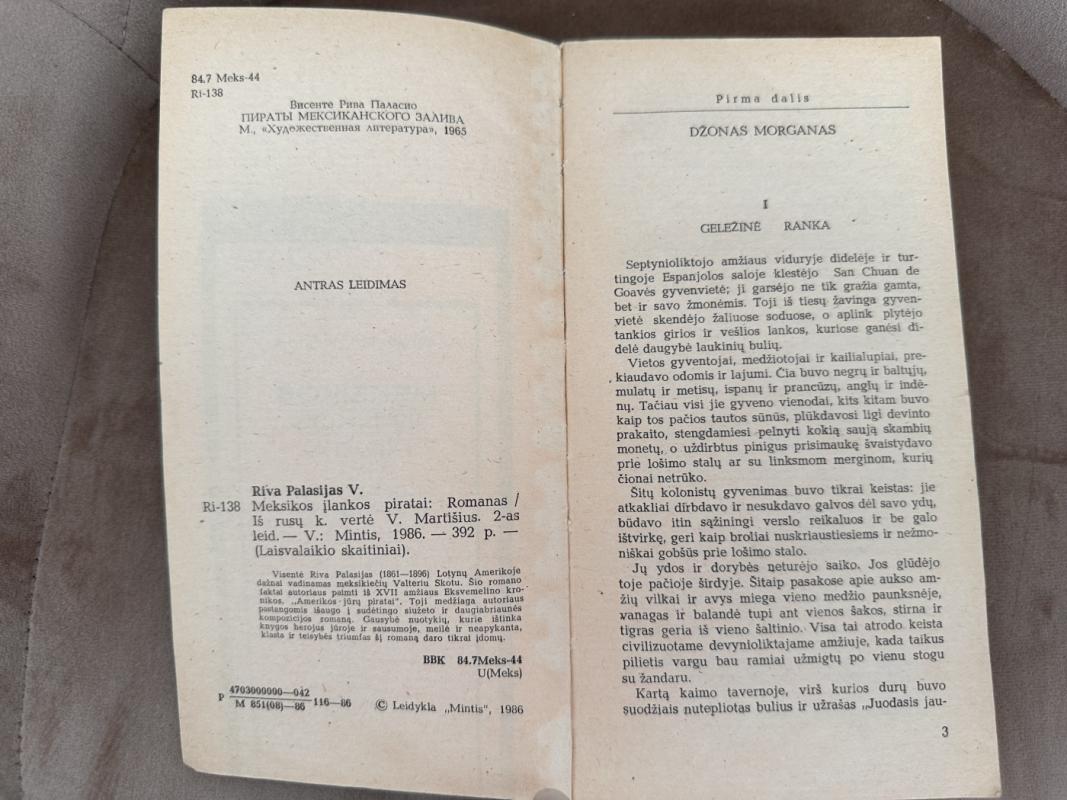 84.7 Meks-44
Ri-138
Висенте Рива Паласио
ПИРАТЫ МЕКСИКАНСКОГО ЗАЛИВА
М., «Художественная литература», 1965
ANTRAS LEIDIMAS
Riva Palasijas V.
Ri-138 Meksikos įlankos piratai: Romanas /
Iš rusų k. vertė V. Martišius. 2-as
leid. — V.: Mintis, 1986. — 392 p. —
(Laisvalaikio skaitiniai).
Visentė Riva Palasijas (1861—1896) Lotynų Amerikoje
dažnai vadinamas meksikiečių Valteriu Skotu. Šio romano
faktai autoriaus paimti iš XVII amžiaus Eksvemelino kro-
nikos, „Amerikos jūrų piratai". Toji medžiaga autoriaus
pastangomis išaugo į sudėtingo siužeto ir daugiabriaunės
kompozicijos romaną. Gausybė nuotykių, kurie ištinka
knygos herojus jūroje ir sausumoje, meilė ir neapykanta,
klasta ir teisybės triumfas šį romaną daro tikrai įdomų.
BBK 84.7Meks-44
U(Meks)
P 4703000000—042
M 851(08)—86 116—86 © Leidykla „Mintis", 1986
Pirma dalis
DŽONAS MORGANAS
I
GELEŽINĖ RANKA
Septynioliktojo amžiaus viduryje didelėje ir tur-
tingoje Espanjolos saloje klestėjo San Chuan de
Goavės gyvenvietė; ji garsėjo ne tik gražia gamta,
bet ir savo žmonėmis. Toji iš tiesų žavinga gyven-
vietė skendėjo žaliuose soduose, o aplink plytėjo
tankios girios ir vešlios lankos, kuriose ganėsi di-
delė daugybė laukinių bulių.
Vietos gyventojai, medžiotojai ir kailialupiai, pre-
kiaudavo odomis ir lajumi. Čia buvo negrų ir baltųjų,
mulatų ir metisų, ispanų ir prancūzų, anglų ir indė-
nų. Tačiau visi jie gyveno vienodai, kits kitam buvo
kaip tos pačios tautos sūnūs, plūkdavosi ligi devinto
prakaito, stengdamiesi pelnyti kokią saują skambių
monetų, o uždirbtus pinigus prisimaukę švaistydavo
prie lošimo stalų ar su linksmom merginom, kurių
čionai netrūko.
Šitų kolonistų gyvenimas buvo tikrai keistas: jie
atkakliai dirbdavo ir nesukdavo galvos dėl savo ydų,
būdavo itin sąžiningi verslo reikaluos ir be galo
ištvirkę, geri kaip broliai nuskriaustiesiems ir nežmo-
niškai gobšūs prie lošimo stalo.
Jų ydos ir dorybės neturėjo saiko. Jos glūdėjo
toje pačioje širdyje. Šitaip pasakose apie aukso am-
žių vilkai ir avys miega vieno medžio paunksnėje,
vanagas ir balandė tupi ant vienos šakos, stirna ir
tigras geria iš vieno šaltinio. Visa tai atrodo keista
civilizuotame devynioliktajame amžiuje, kada taikus
pilietis vargu bau ramiai užmigtų po vienu stogu
su žandaru.
Kartą kaimo tavernoje, virš kurios durų buvo
suodžiais nutepliotas bulius ir užrašas „Juodasis jau-
3